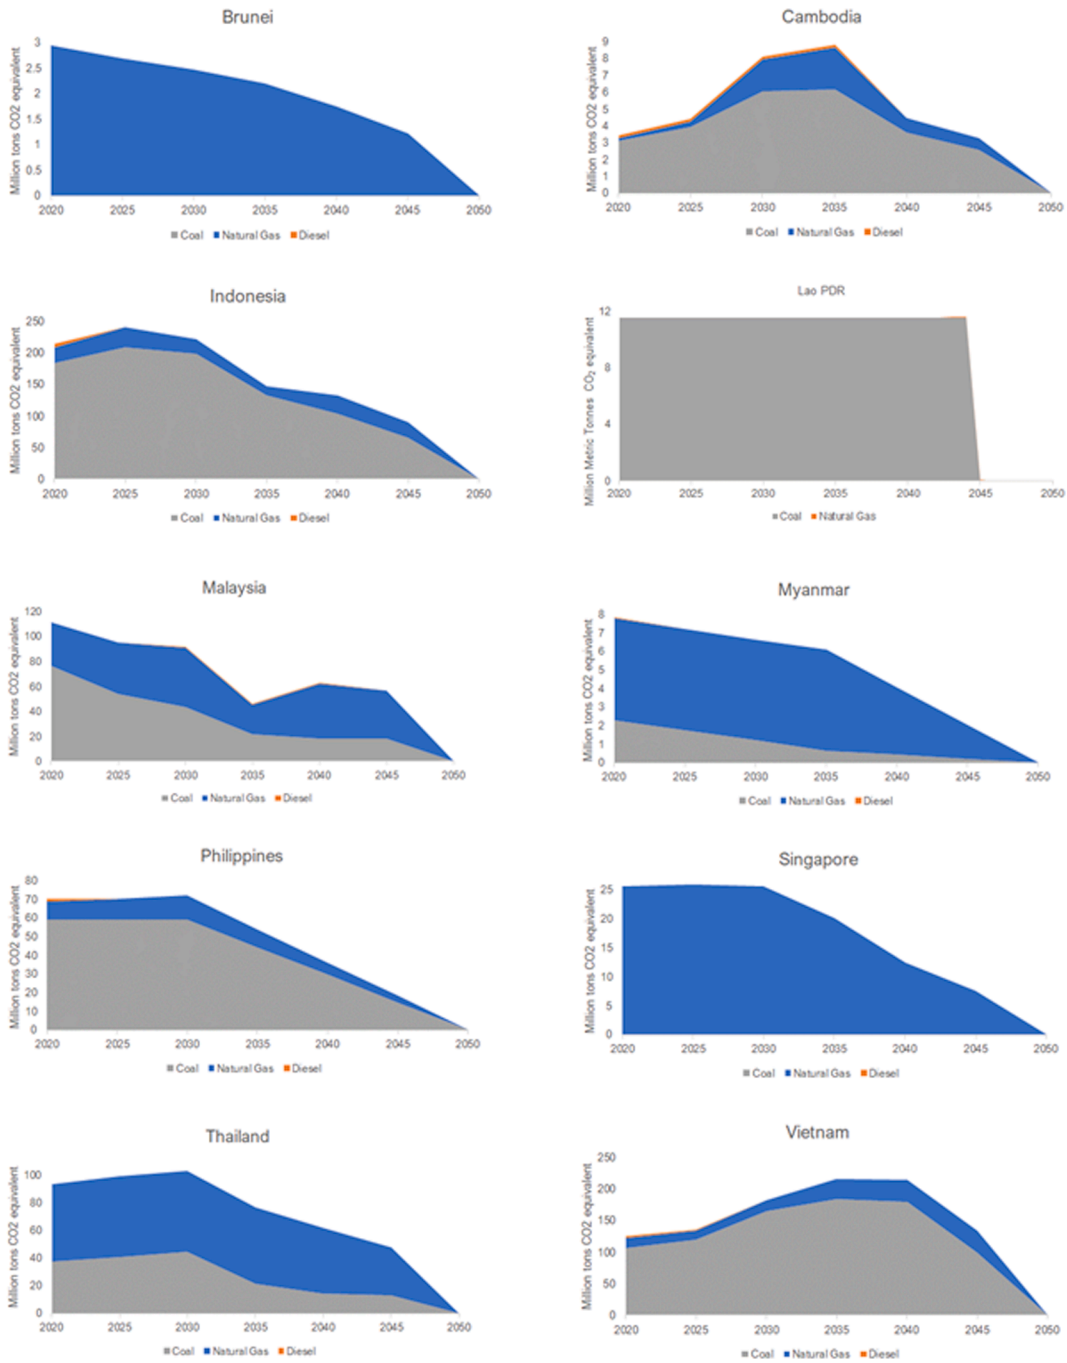 Brunei
Million tons CO2 equivalent
3
2.5
2
1.5
1
0.5
0
2020 2025 2030 2035 2040 2045 2050
Coal Natural Gas Diesel
Cambodia
Million tons CO2 equivalent
9
8
7
6
5
4
3
2
1
0
2020 2025 2030 2035 2040 2045 2050
Coal Natural Gas Diesel
Indonesia
Million tons CO2 equivalent
250
200
150
100
50
0
2020 2025 2030 2035 2040 2045 2050
Coal Natural Gas Diesel
Lao PDR
Million Metric Tonnes CO₂ equivalent
12
8
4
0
2020 2025 2030 2035 2040 2045 2050
Coal Natural Gas
Malaysia
Million tons CO2 equivalent
120
100
80
60
40
20
0
2020 2025 2030 2035 2040 2045 2050
Coal Natural Gas Diesel
Myanmar
Million tons CO2 equivalent
8
7
6
5
4
3
2
1
0
2020 2025 2030 2035 2040 2045 2050
Coal Natural Gas Diesel
Philippines
Million tons CO2 equivalent
80
70
60
50
40
30
20
10
0
2020 2025 2030 2035 2040 2045 2050
Coal Natural Gas Diesel
Singapore
Million tons CO2 equivalent
25
20
15
10
5
0
2020 2025 2030 2035 2040 2045 2050
Coal Natural Gas Diesel
Thailand
Million tons CO2 equivalent
100
80
60
40
20
0
2020 2025 2030 2035 2040 2045 2050
Coal Natural Gas Diesel
Vietnam
Million tons CO2 equivalent
250
200
150
100
50
0
2020 2025 2030 2035 2040 2045 2050
Coal Natural Gas Diesel